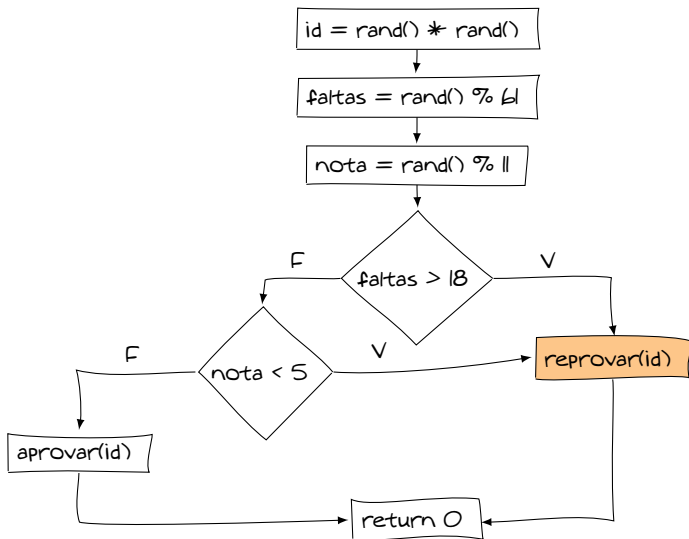 id = rand() * rand()
faltas = rand() % 61
nota = rand() % 11
faltas > 18
F
V
nota < 5
F
V
reprovar(id)
aprovar(id)
return 0